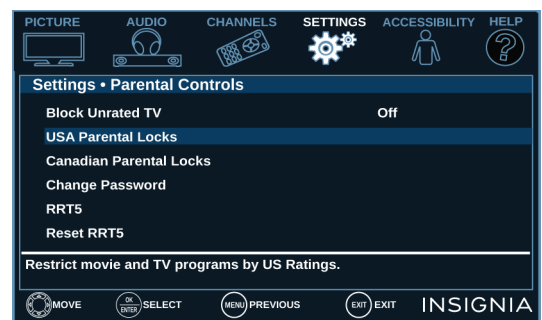 PICTURE AUDIO CHANNELS SETTINGS ACCESSIBILITY HELP
?
Settings • Parental Controls
Block Unrated TV Off
USA Parental Locks
Canadian Parental Locks
Change Password
RRT5
Reset RRT5
Restrict movie and TV programs by US Ratings.
MOVE OK ENTER SELECT MENU PREVIOUS EXIT EXIT INSIGNIA